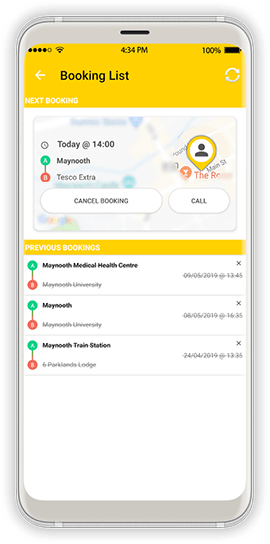 4:34 PM 100%
Booking List
NEXT BOOKING
Today @ 14:00
A Maynooth
B Tesco Extra
Main St
The Ro
Google
CANCEL BOOKING CALL
PREVIOUS BOOKINGS
A Maynooth Medical Health Centre
09/05/2019 @ 13:45
B Maynooth University
A Maynooth
08/05/2019 @ 16:35
B Maynooth University
A Maynooth Train Station
24/04/2019 @ 13:35
B 6 Parklands Lodge